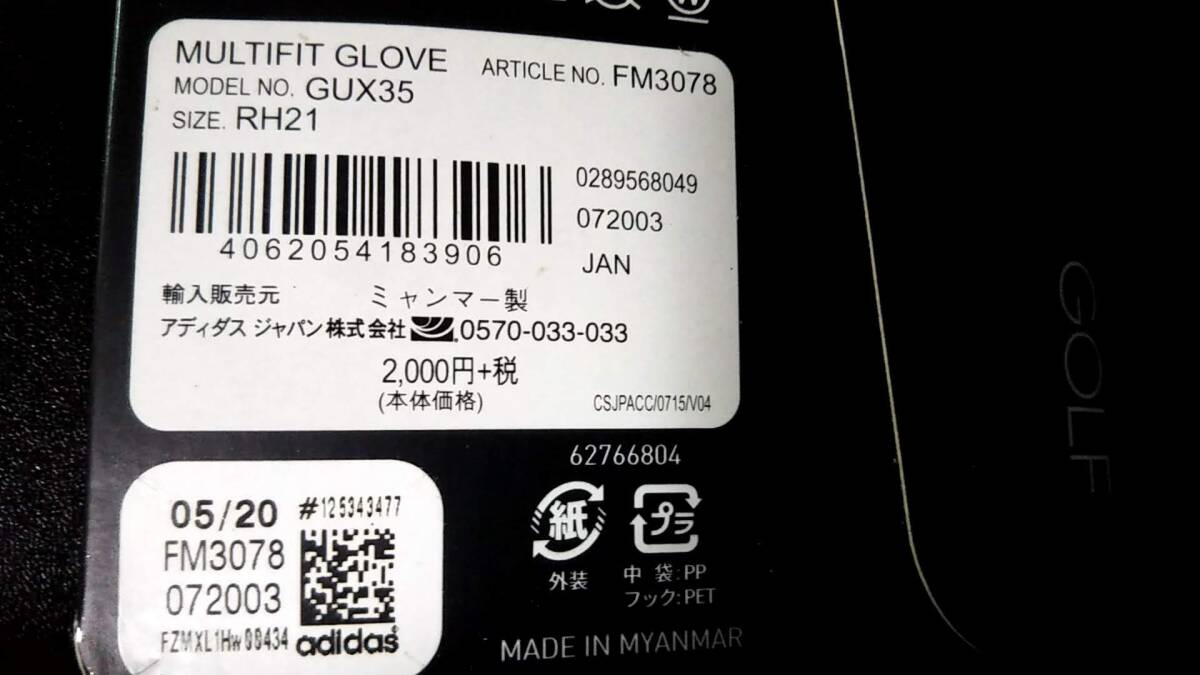 MULTIFIT GLOVE
ARTICLE NO. FM3078
MODEL NO. GUX35
SIZE. RH21
0289568049
072003
JAN
4062054183906
輸入販売元 ミャンマー製
アディダス ジャパン株式会社 0570-033-033
2,000円+税
(本体価格)
CSJPACC/0715/V04
62766804
紙
プラ
外装
中 袋:PP
フック:PET
MADE IN MYANMAR
05/20 #125343477
FM3078
072003
FZMXL1Hw00434
adidas
GOLF